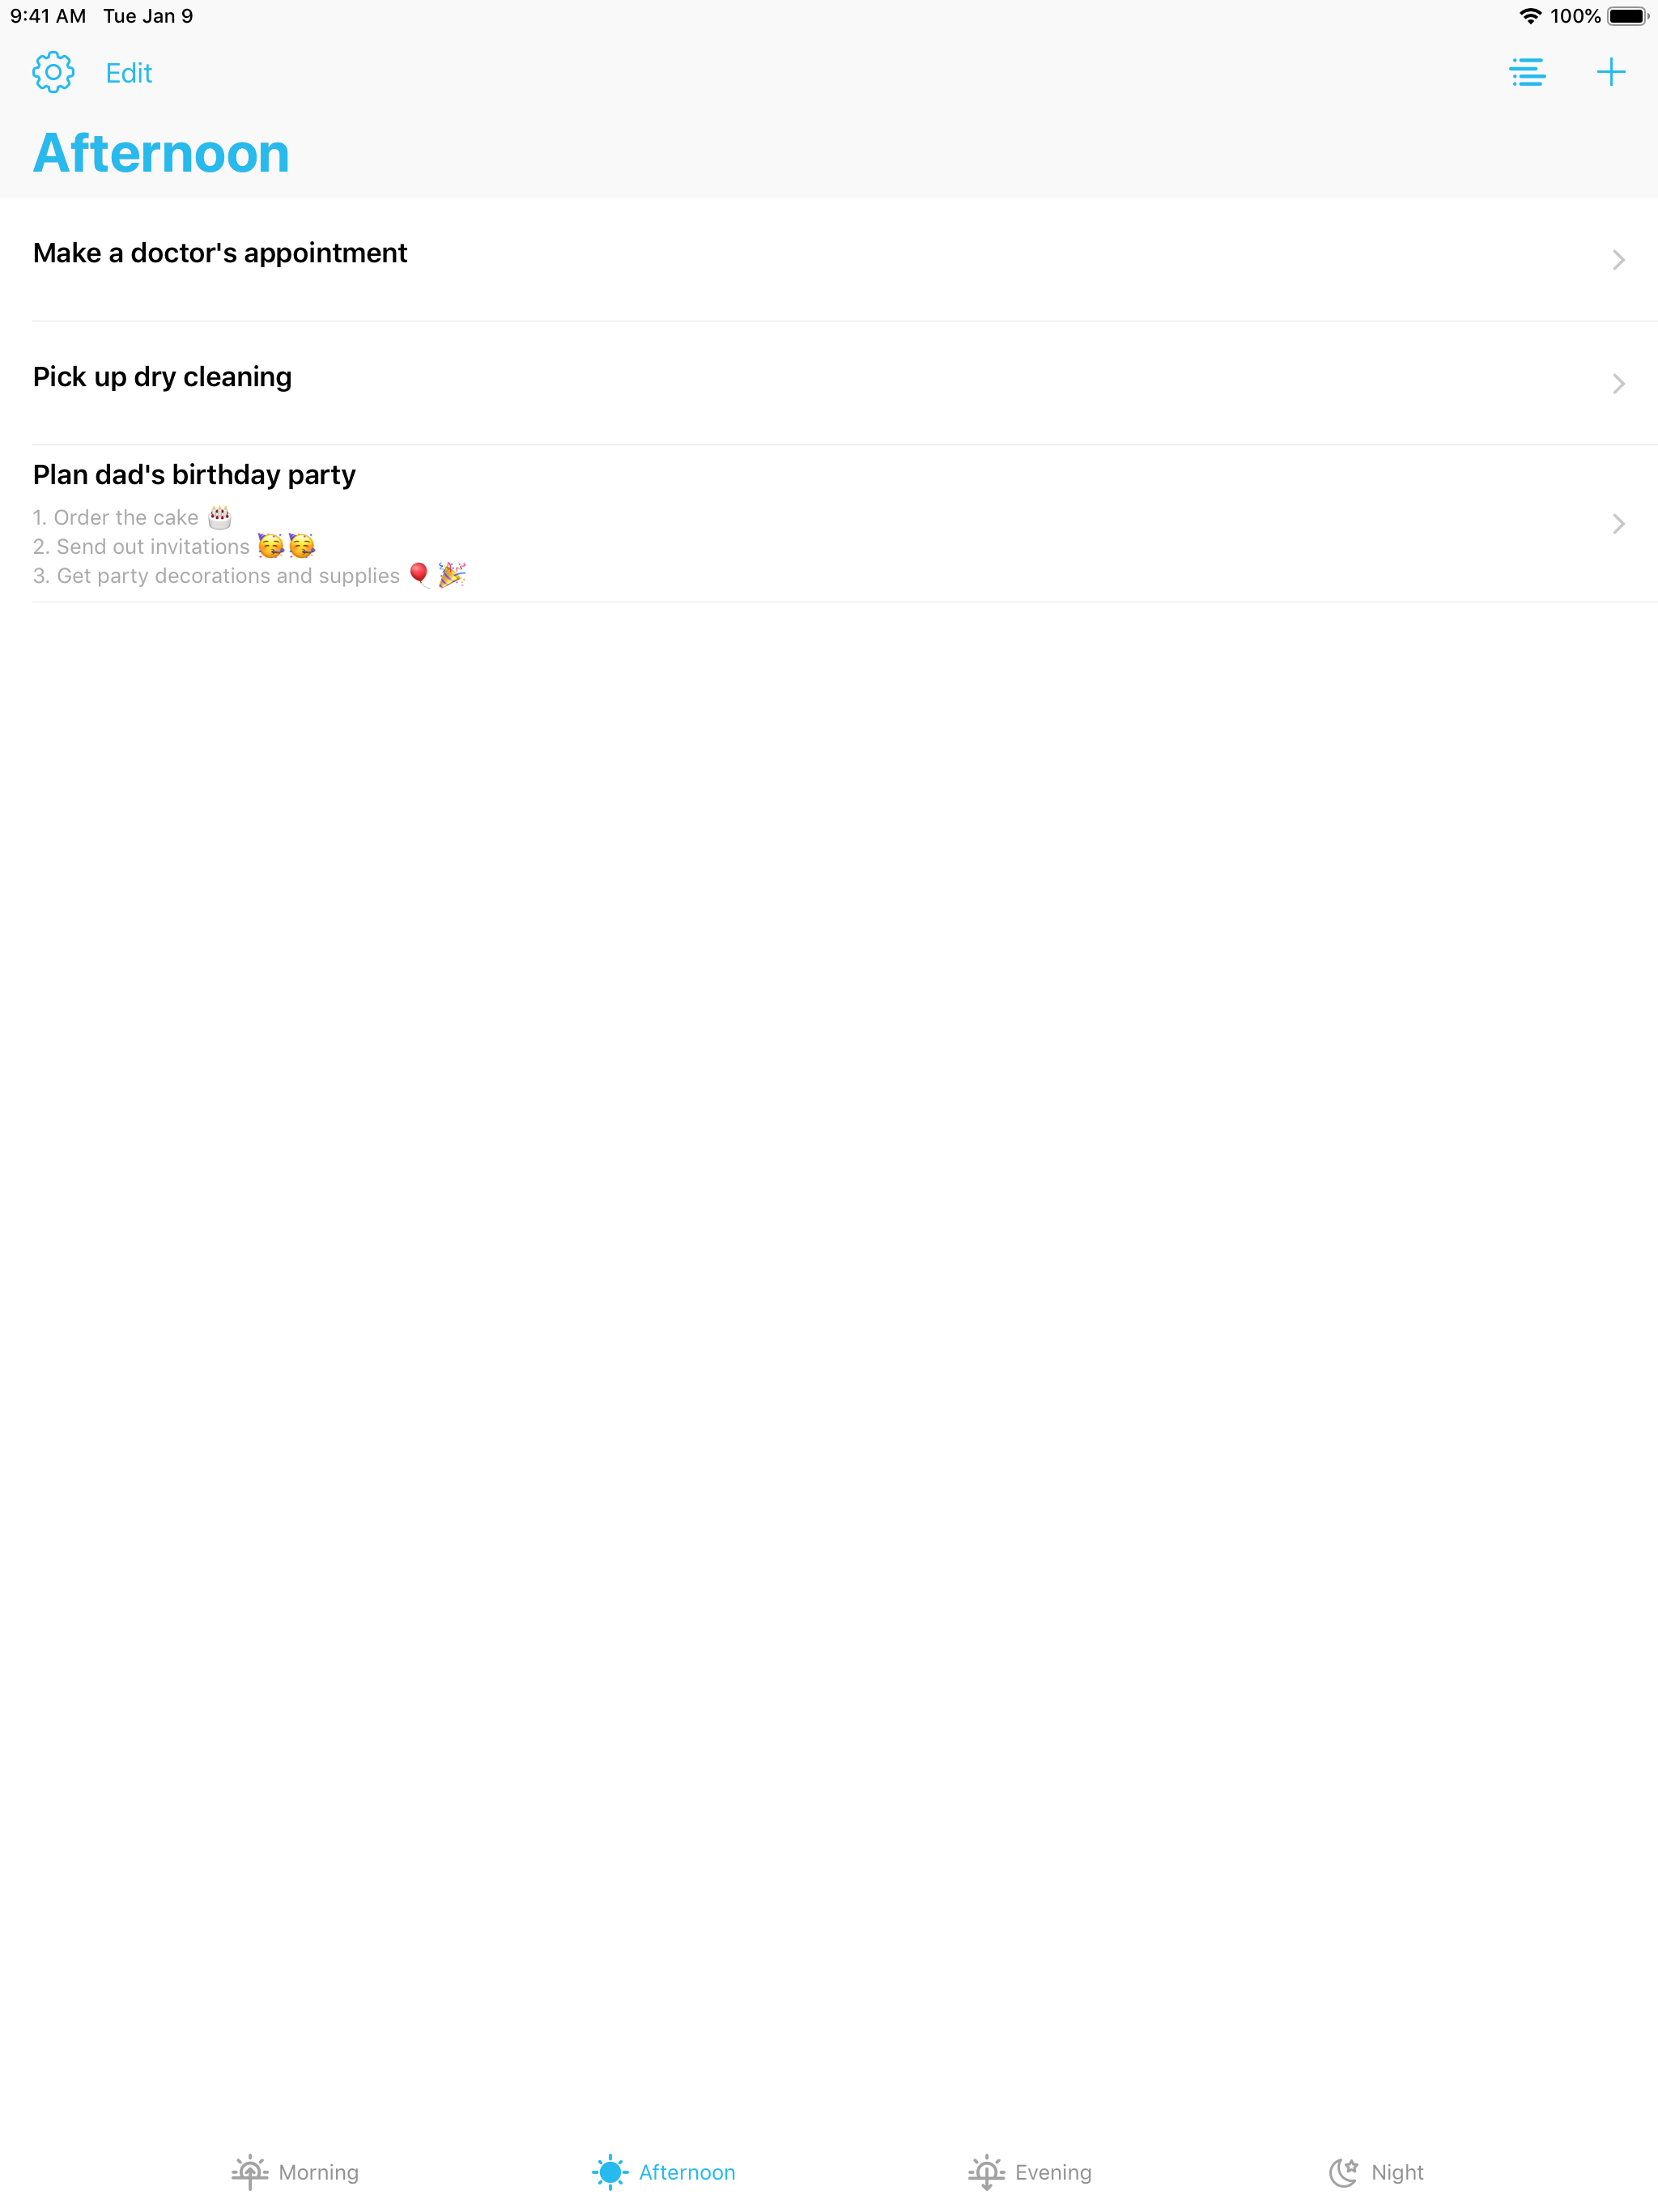 9:41 AM Tue Jan 9 100%
Edit
Afternoon
Make a doctor's appointment
Pick up dry cleaning
Plan dad's birthday party
1. Order the cake 🎂
2. Send out invitations 🥳🥳
3. Get party decorations and supplies 🎈🎉
Morning Afternoon Evening Night